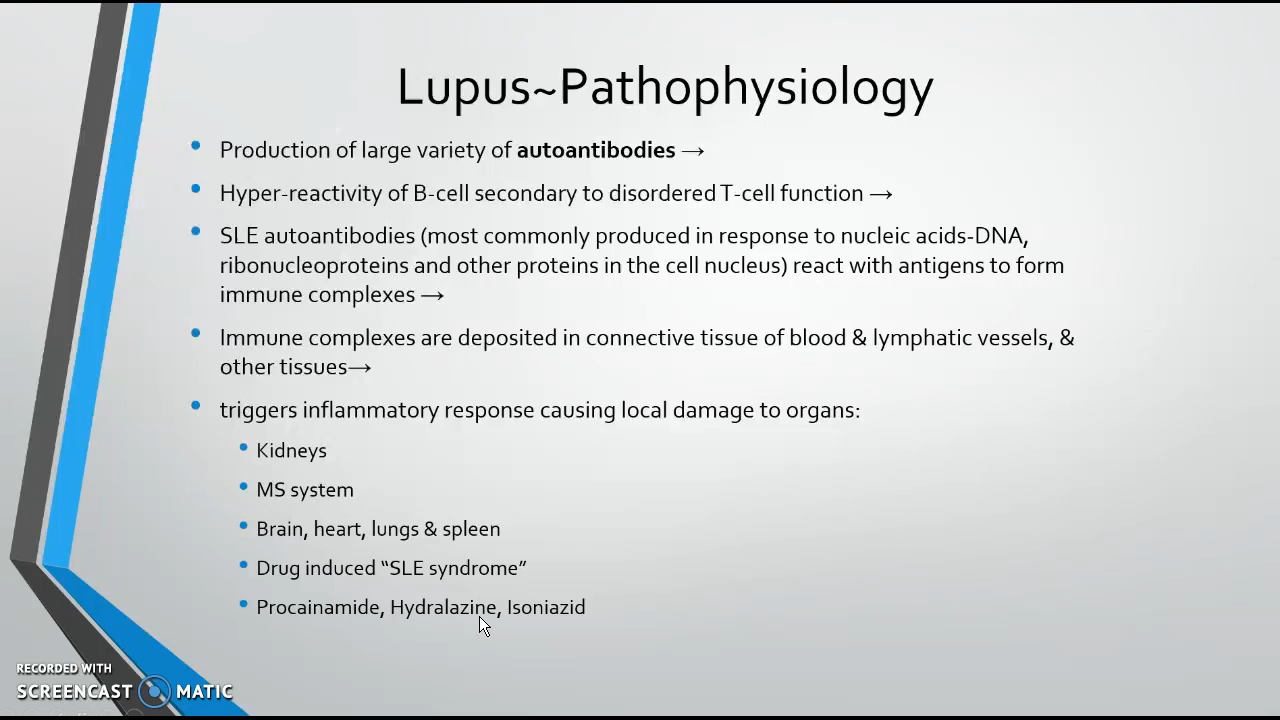 Lupus~Pathophysiology
• Production of large variety of autoantibodies →
• Hyper-reactivity of B-cell secondary to disordered T-cell function →
• SLE autoantibodies (most commonly produced in response to nucleic acids-DNA,
ribonucleoproteins and other proteins in the cell nucleus) react with antigens to form
immune complexes →
• Immune complexes are deposited in connective tissue of blood & lymphatic vessels, &
other tissues→
• triggers inflammatory response causing local damage to organs:
• Kidneys
• MS system
• Brain, heart, lungs & spleen
• Drug induced “SLE syndrome”
• Procainamide, Hydralazine, Isoniazid
RECORDED WITH
SCREENCAST MATIC